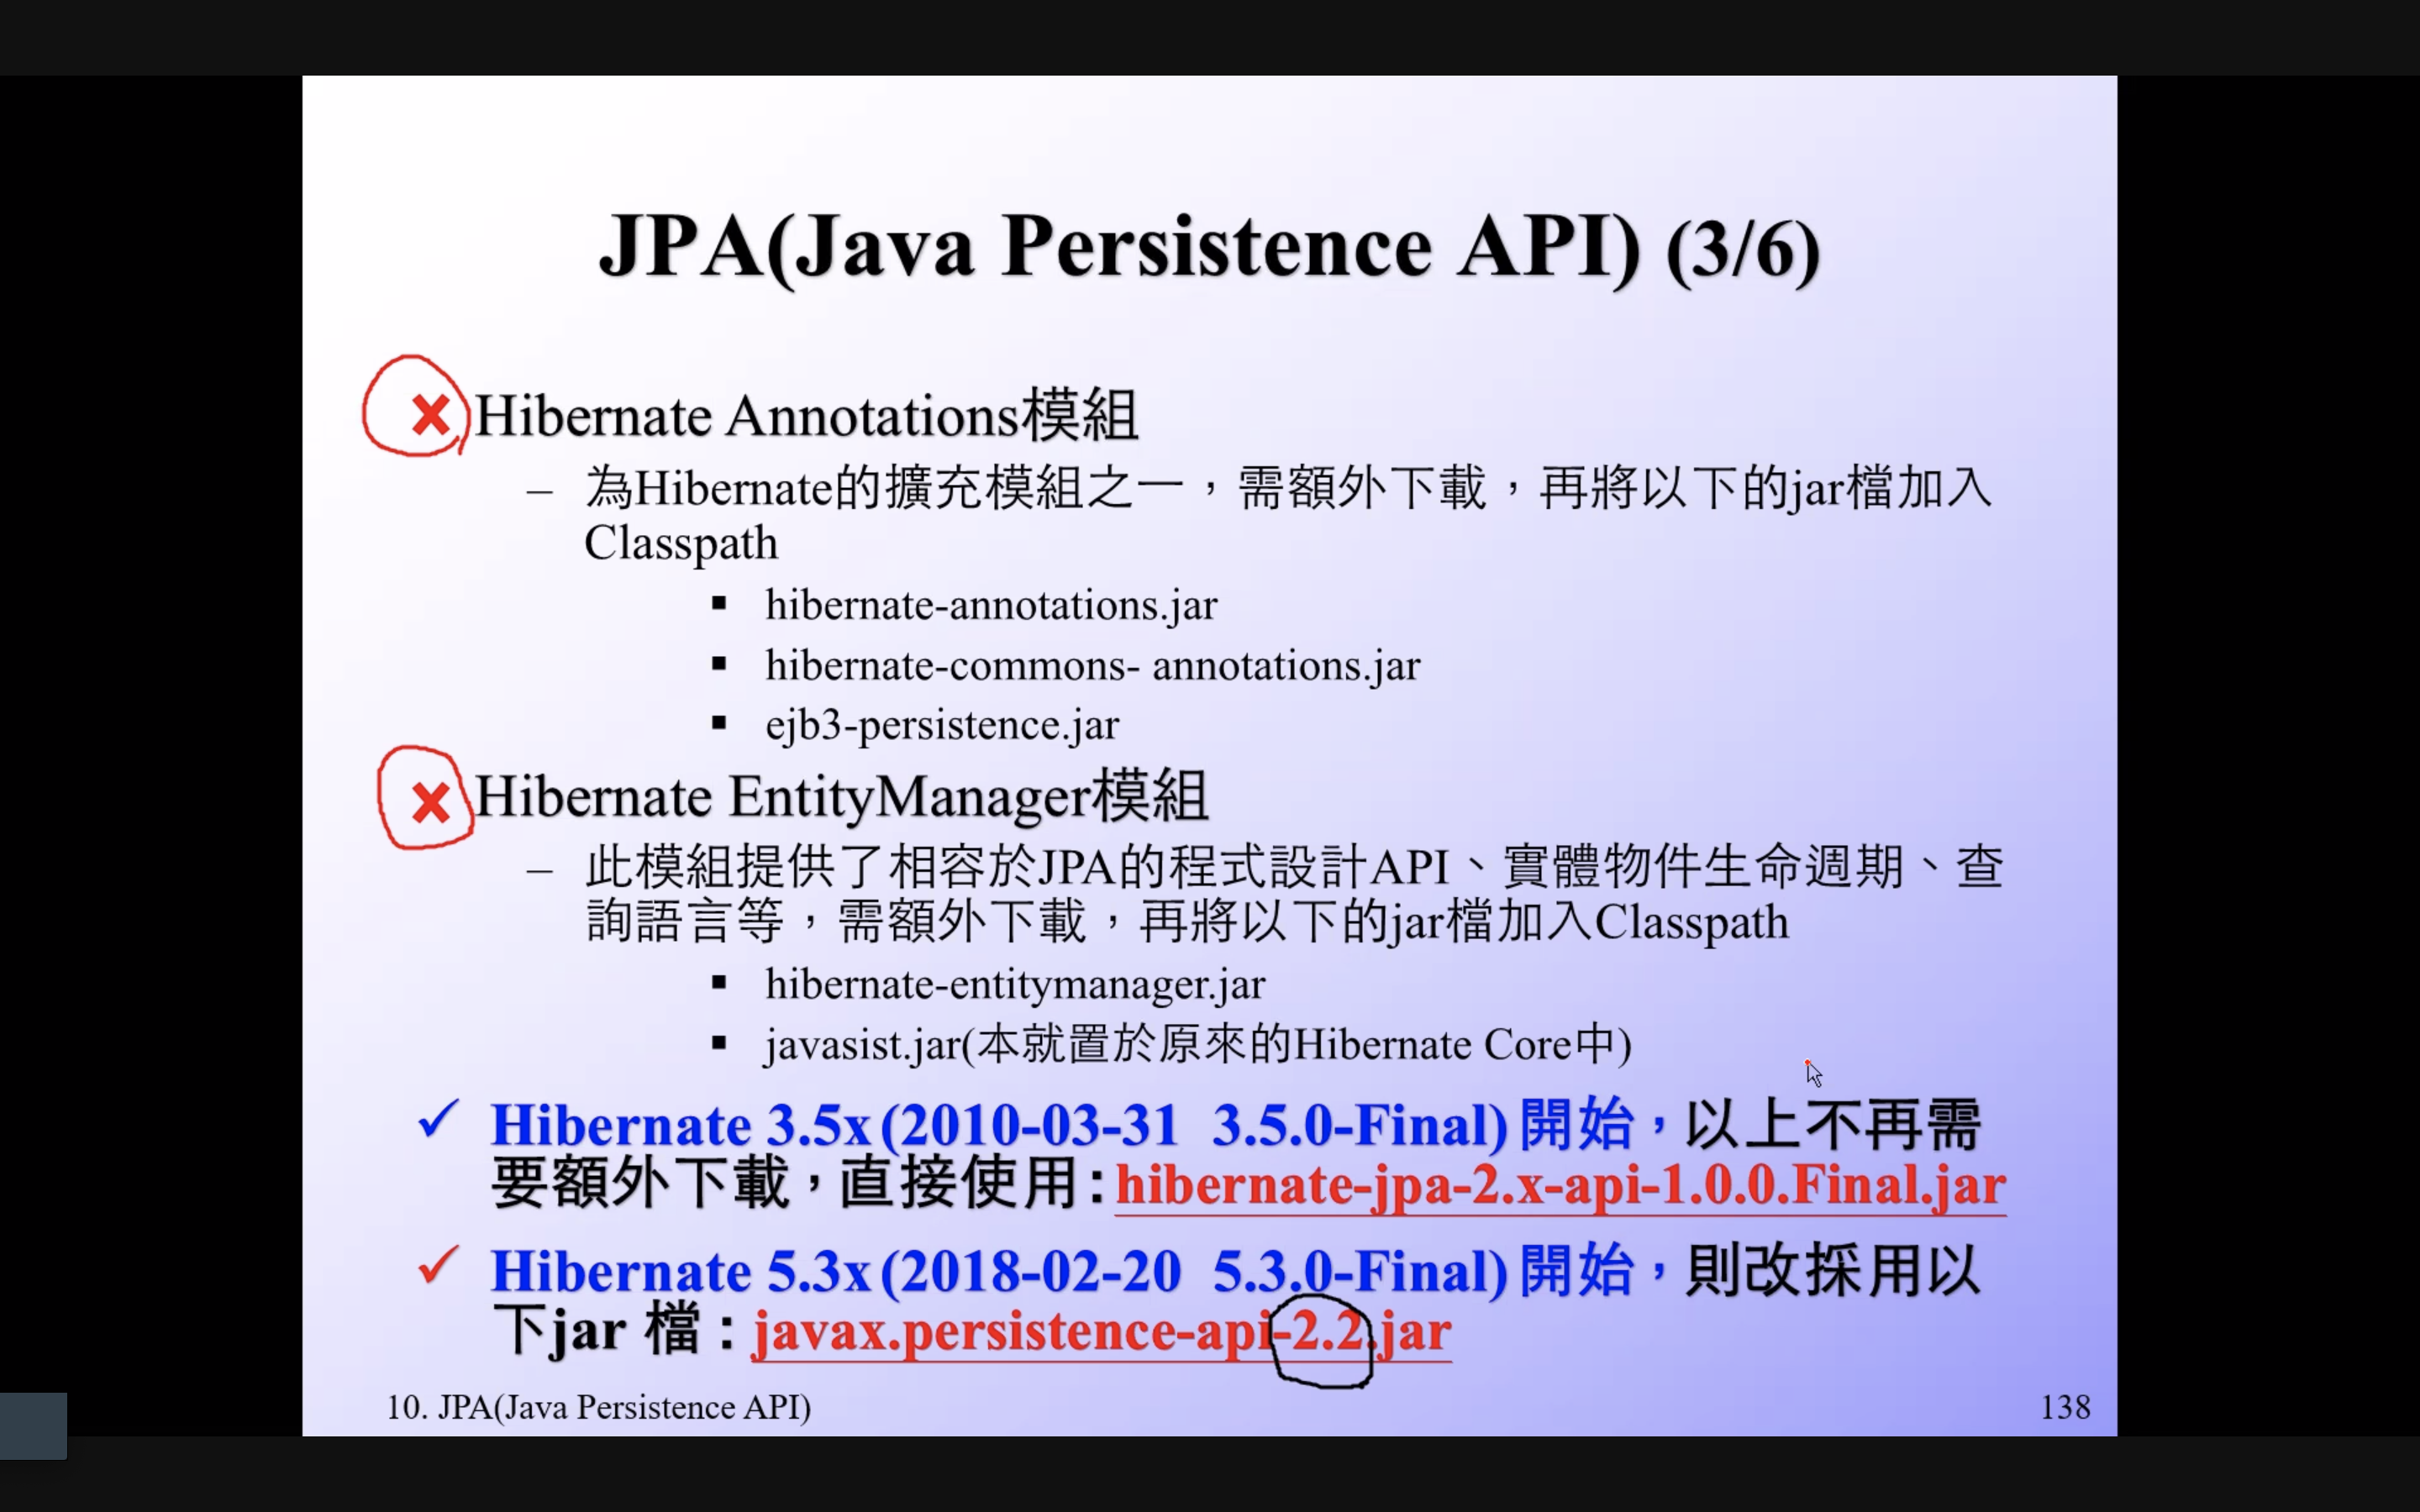 JPA(Java Persistence API) (3/6)
Hibernate Annotations模組
– 為Hibernate的擴充模組之一，需額外下載，再將以下的jar檔加入
Classpath
▪ hibernate-annotations.jar
▪ hibernate-commons- annotations.jar
▪ ejb3-persistence.jar
Hibernate EntityManager模組
– 此模組提供了相容於JPA的程式設計API、實體物件生命週期、查
詢語言等，需額外下載，再將以下的jar檔加入Classpath
▪ hibernate-entitymanager.jar
▪ javasist.jar(本就置於原來的Hibernate Core中)
✓ Hibernate 3.5x (2010-03-31 3.5.0-Final) 開始，以上不再需
要額外下載，直接使用：hibernate-jpa-2.x-api-1.0.0.Final.jar
✓ Hibernate 5.3x (2018-02-20 5.3.0-Final) 開始，則改採用以
下jar 檔：javax.persistence-api-2.2.jar
10. JPA(Java Persistence API)
138